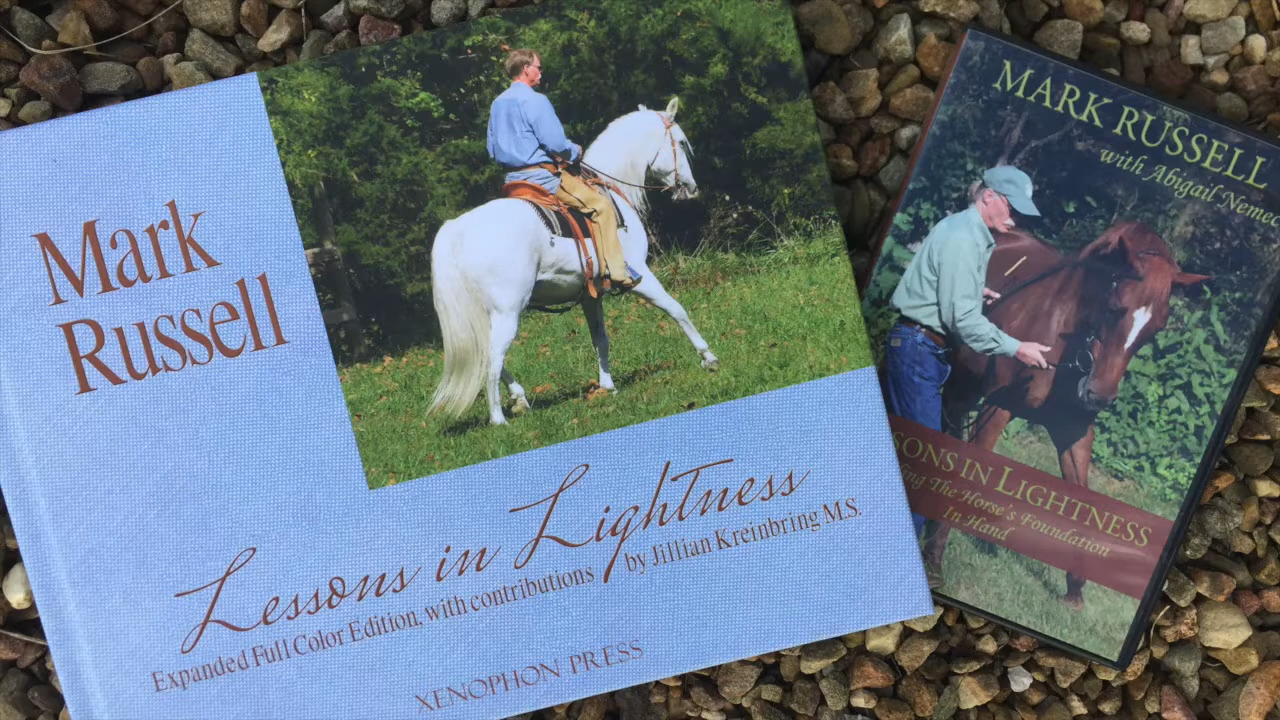 Mark
Russell
Lessons in Lightness
Expanded Full Color Edition, with contributions by Jillian Kreinbring M.S.
XENOPHON PRESS
MARK RUSSELL
with Abigail
IN LIGHTNESS
The Horse's Foundation
In Hand